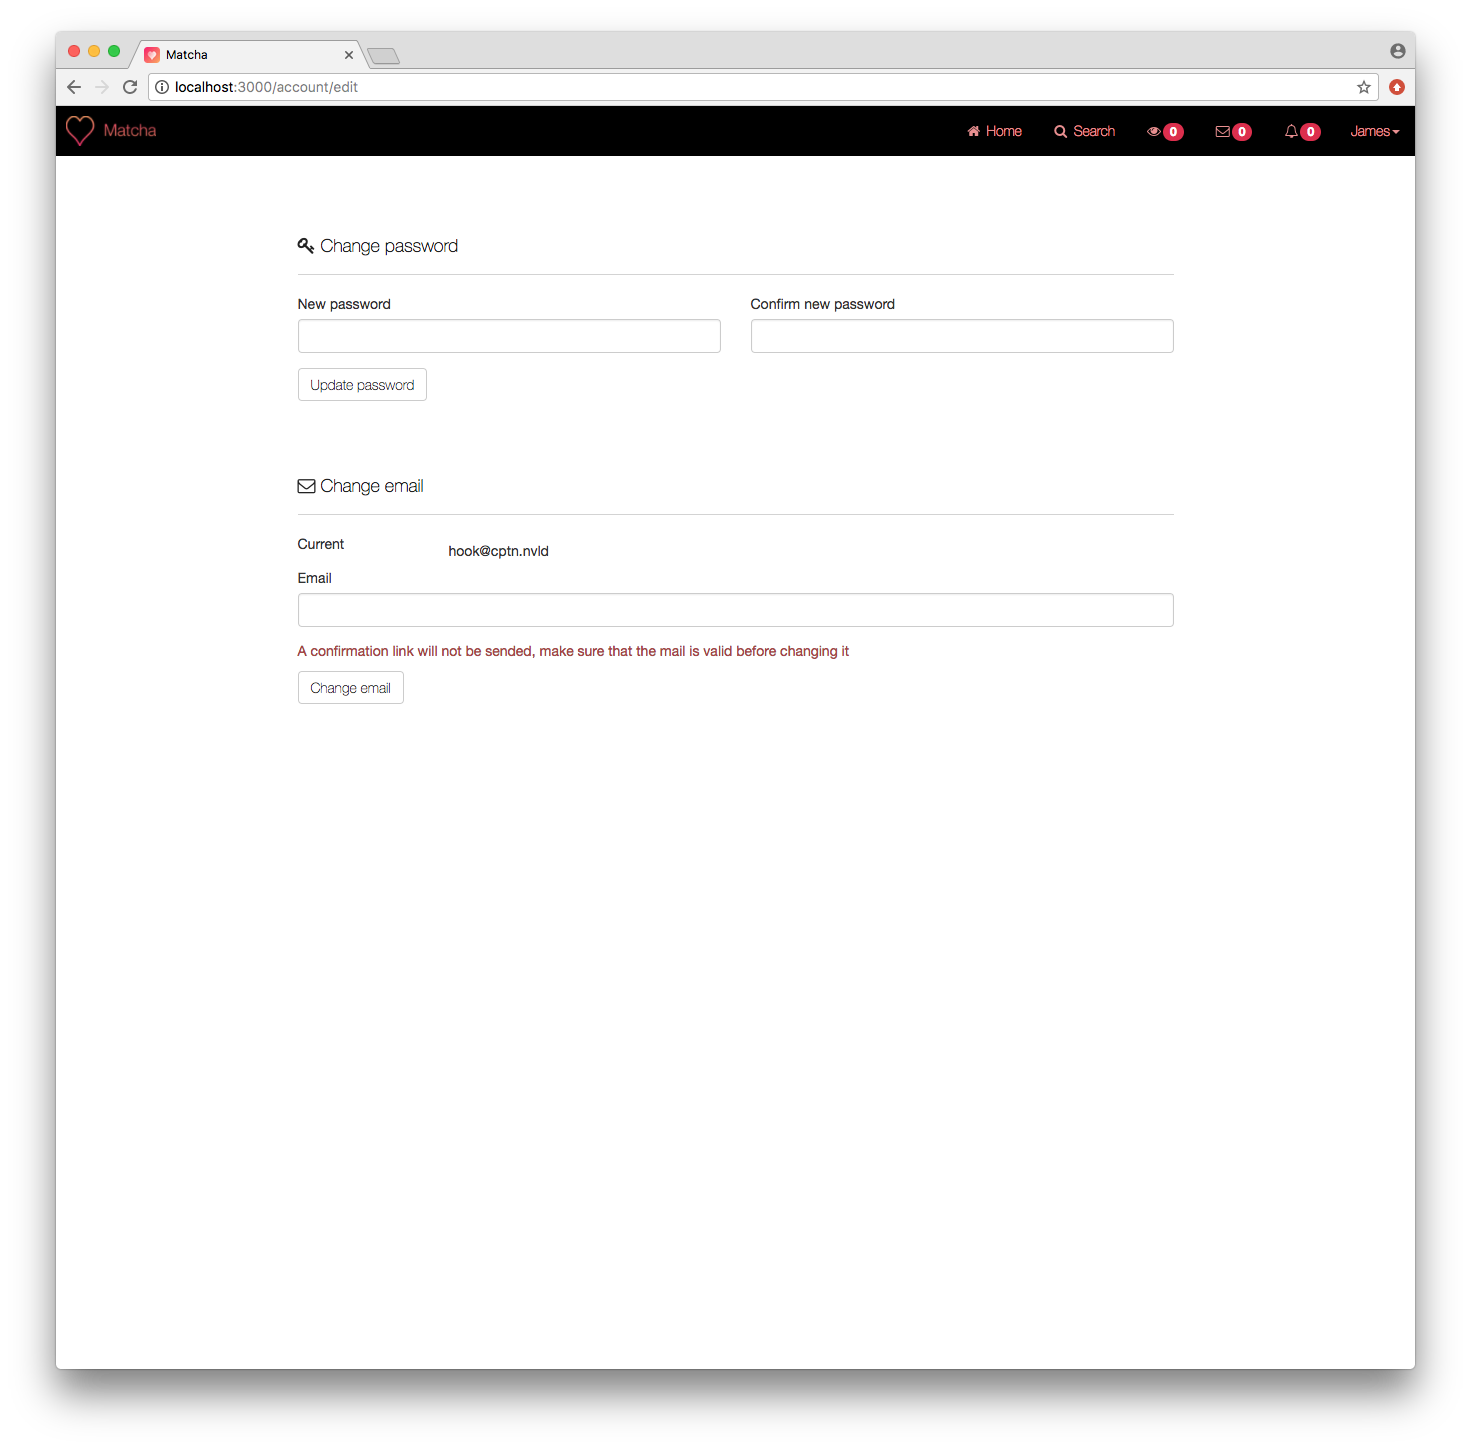 Matcha
localhost:3000/account/edit
Matcha
Home Search 0 0 0 James
Change password
New password Confirm new password
Update password
Change email
Current hook@cptn.nvld
Email
A confirmation link will not be sended, make sure that the mail is valid before changing it
Change email